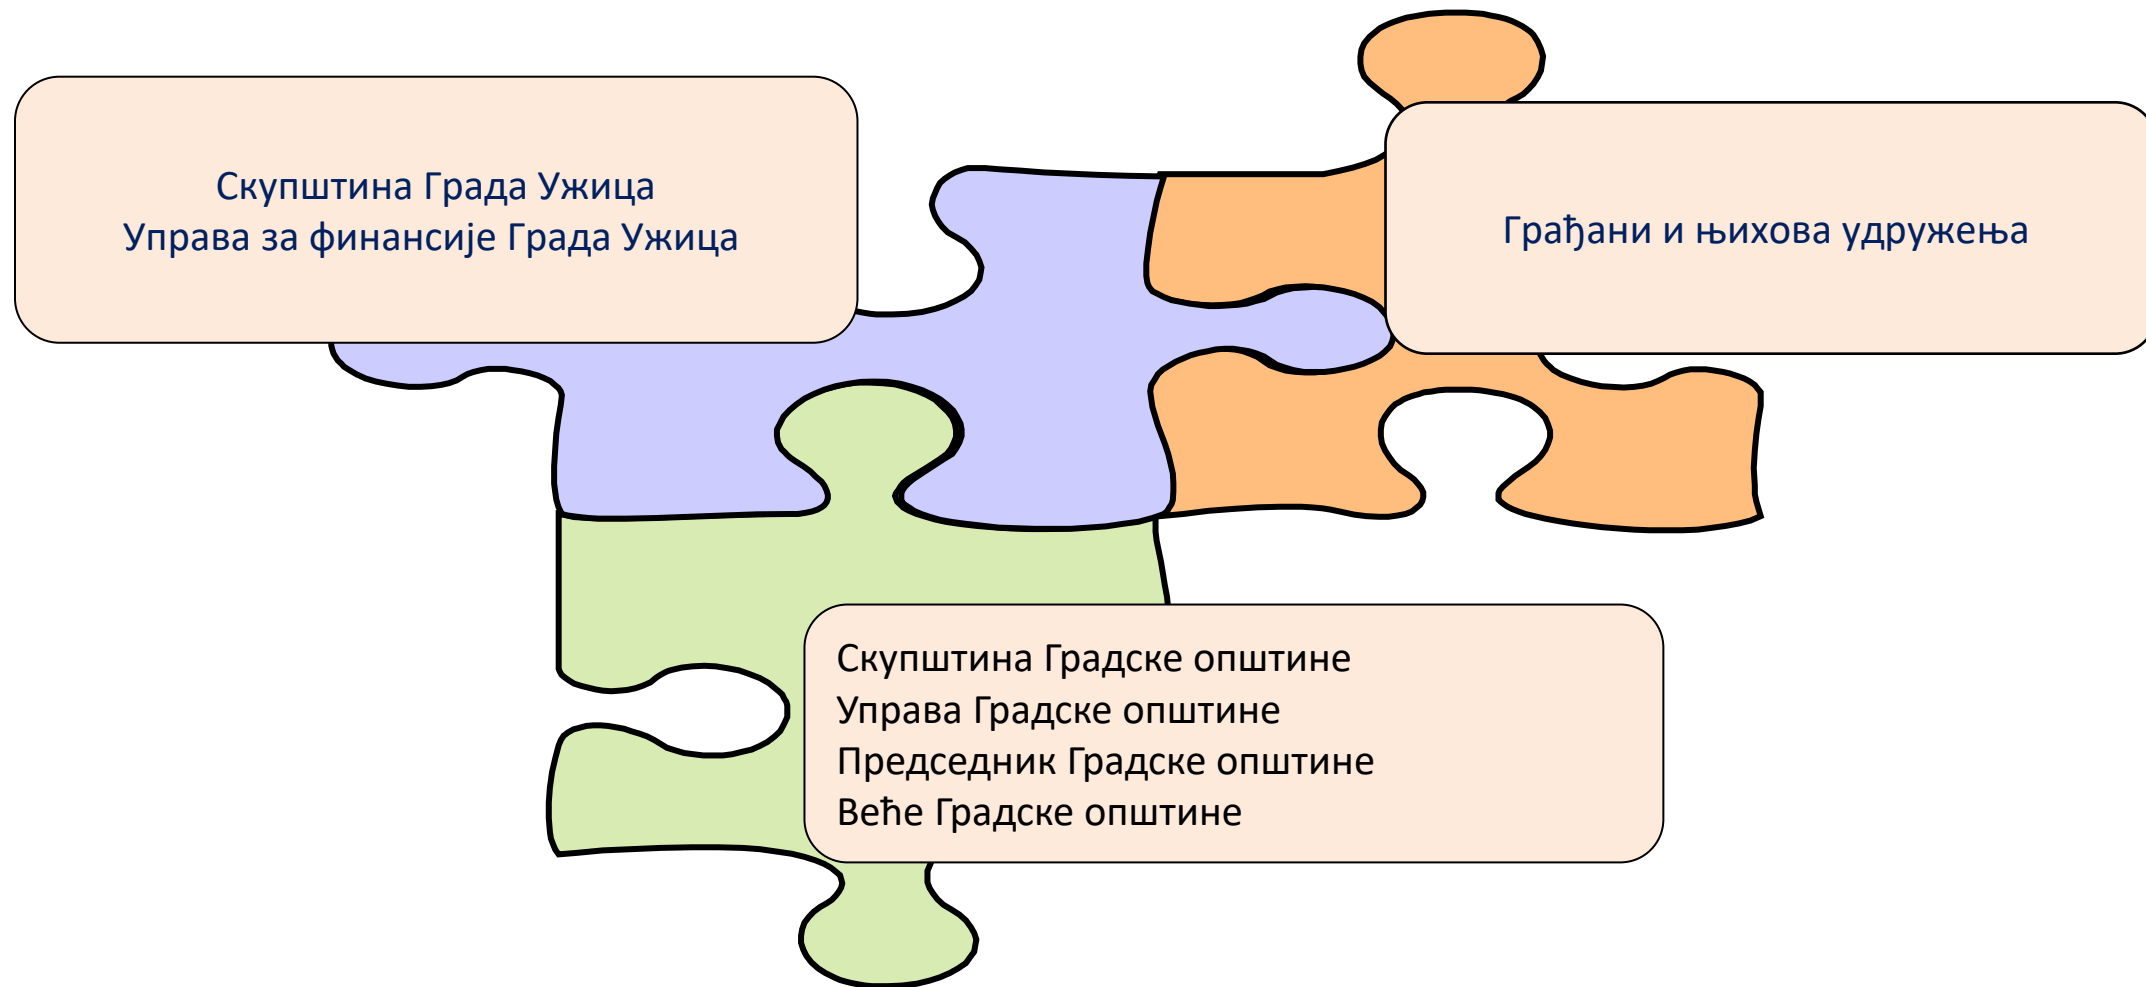 Скупштина Града Ужица
Управа за финансије Града Ужица
Грађани и њихова удружења
Скупштина Градске општине
Управа Градске општине
Председник Градске општине
Веће Градске општине